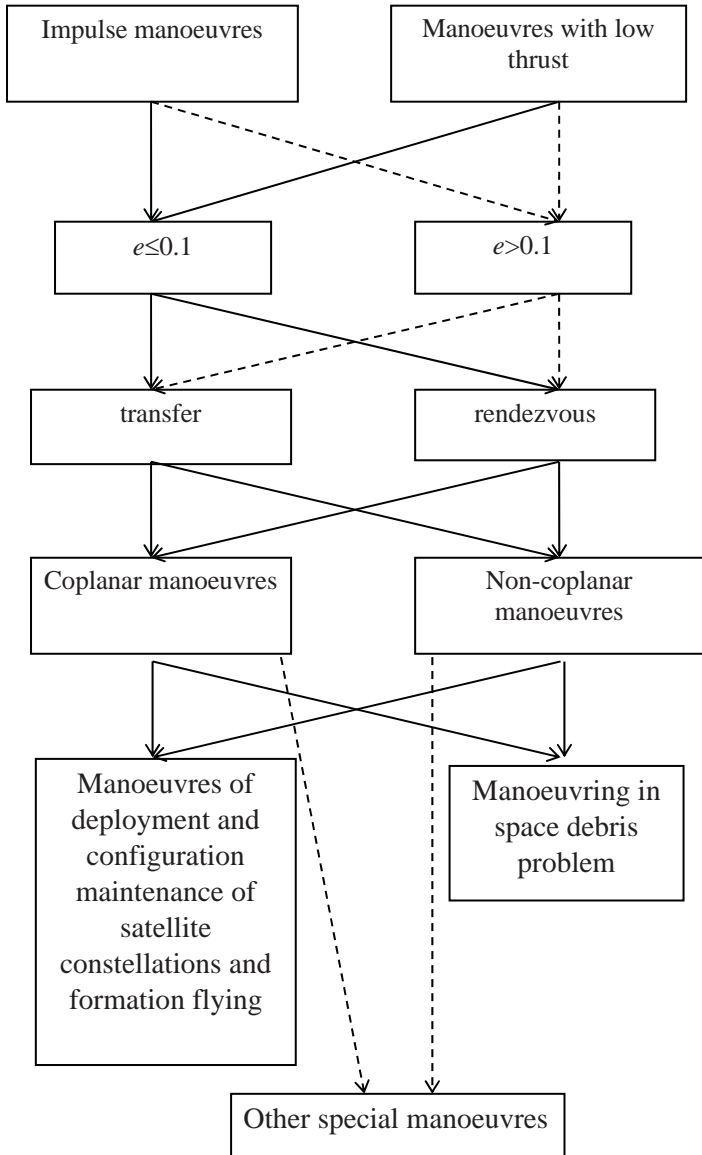 Impulse manoeuvres
Manoeuvres with low
thrust
e≤0.1
e>0.1
transfer
rendezvous
Coplanar manoeuvres
Non-coplanar
manoeuvres
Manoeuvres of
deployment and
configuration
maintenance of
satellite
constellations and
formation flying
Manoeuvring in
space debris
problem
Other special manoeuvres